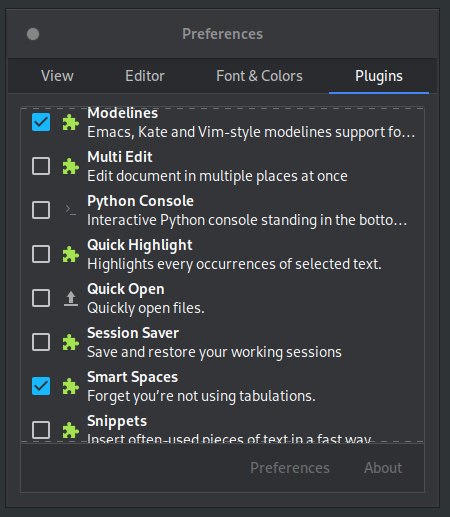 Preferences
View Editor Font & Colors Plugins
Modelines
Emacs, Kate and Vim-style modelines support fo…
Multi Edit
Edit document in multiple places at once
Python Console
Interactive Python console standing in the botto…
Quick Highlight
Highlights every occurrences of selected text.
Quick Open
Quickly open files.
Session Saver
Save and restore your working sessions
Smart Spaces
Forget you’re not using tabulations.
Snippets
Insert often-used pieces of text in a fast way
Preferences About